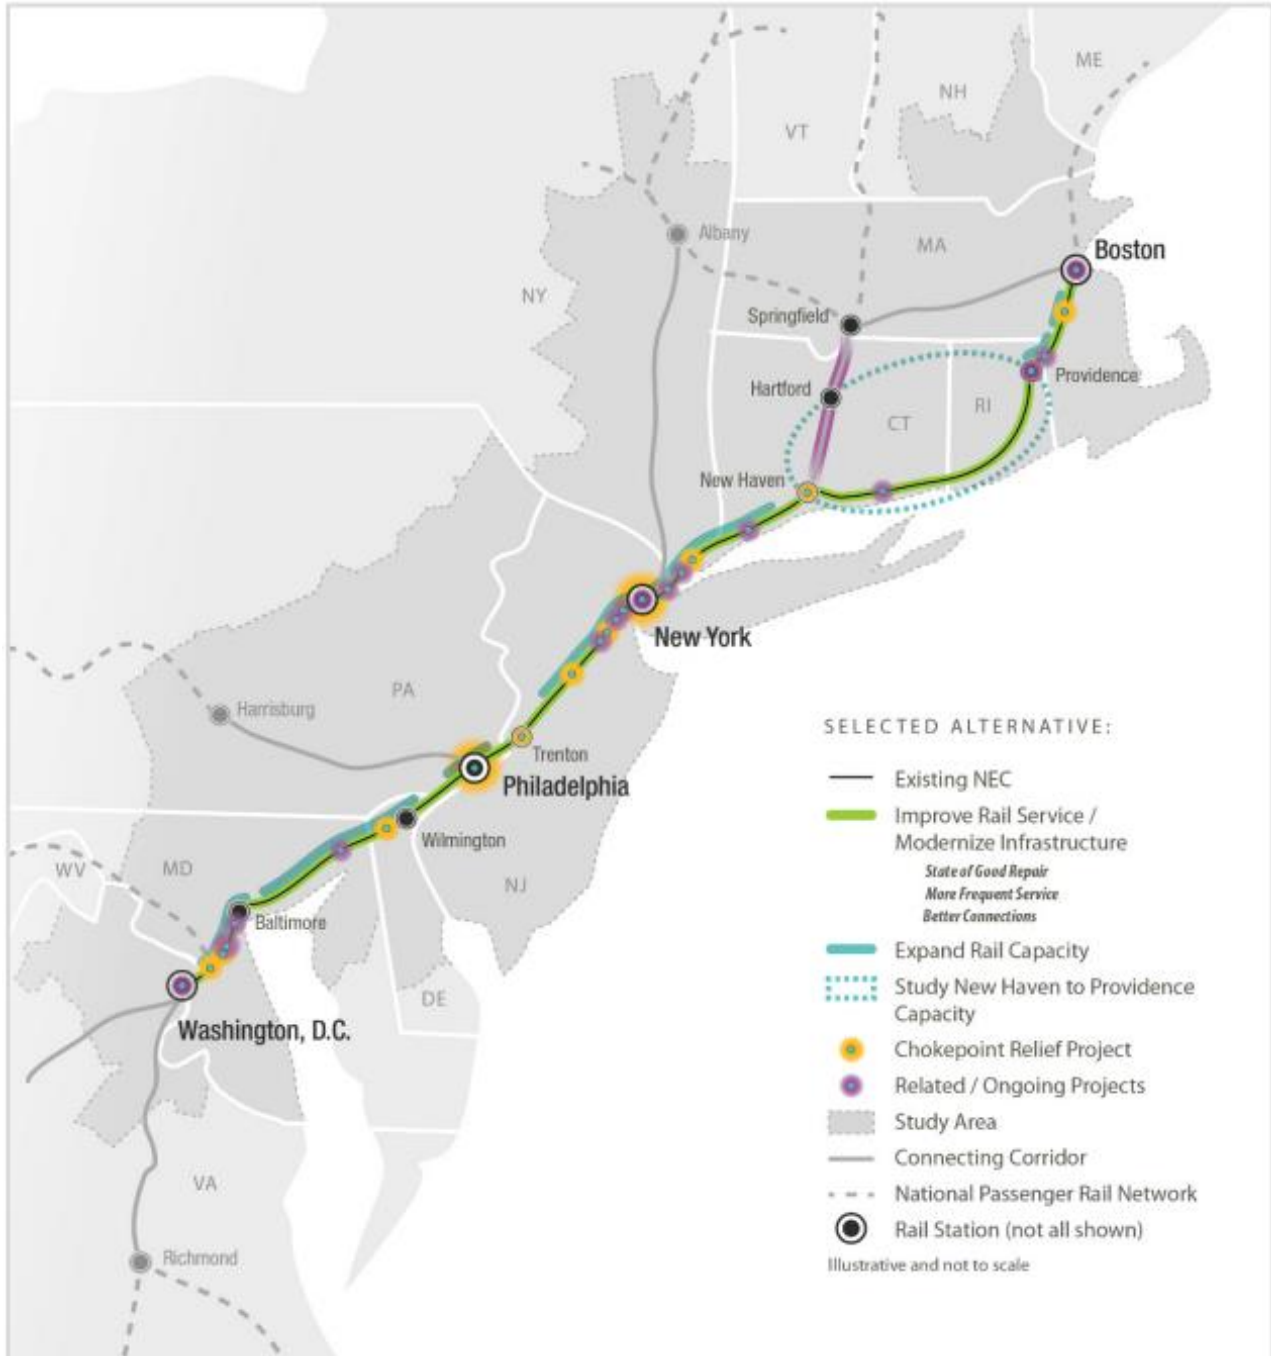 ME
NH
VT
Albany
MA
Boston
NY
Springfield
Providence
Hartford
RI
CT
New Haven
New York
PA
Harrisburg
Trenton
Philadelphia
Wilmington
WV
MD
NJ
Baltimore
DE
Washington, D.C.
VA
Richmond
SELECTED ALTERNATIVE:
Existing NEC
Improve Rail Service /
Modernize Infrastructure
State of Good Repair
More Frequent Service
Better Connections
Expand Rail Capacity
Study New Haven to Providence
Capacity
Chokepoint Relief Project
Related / Ongoing Projects
Study Area
Connecting Corridor
National Passenger Rail Network
Rail Station (not all shown)
Illustrative and not to scale